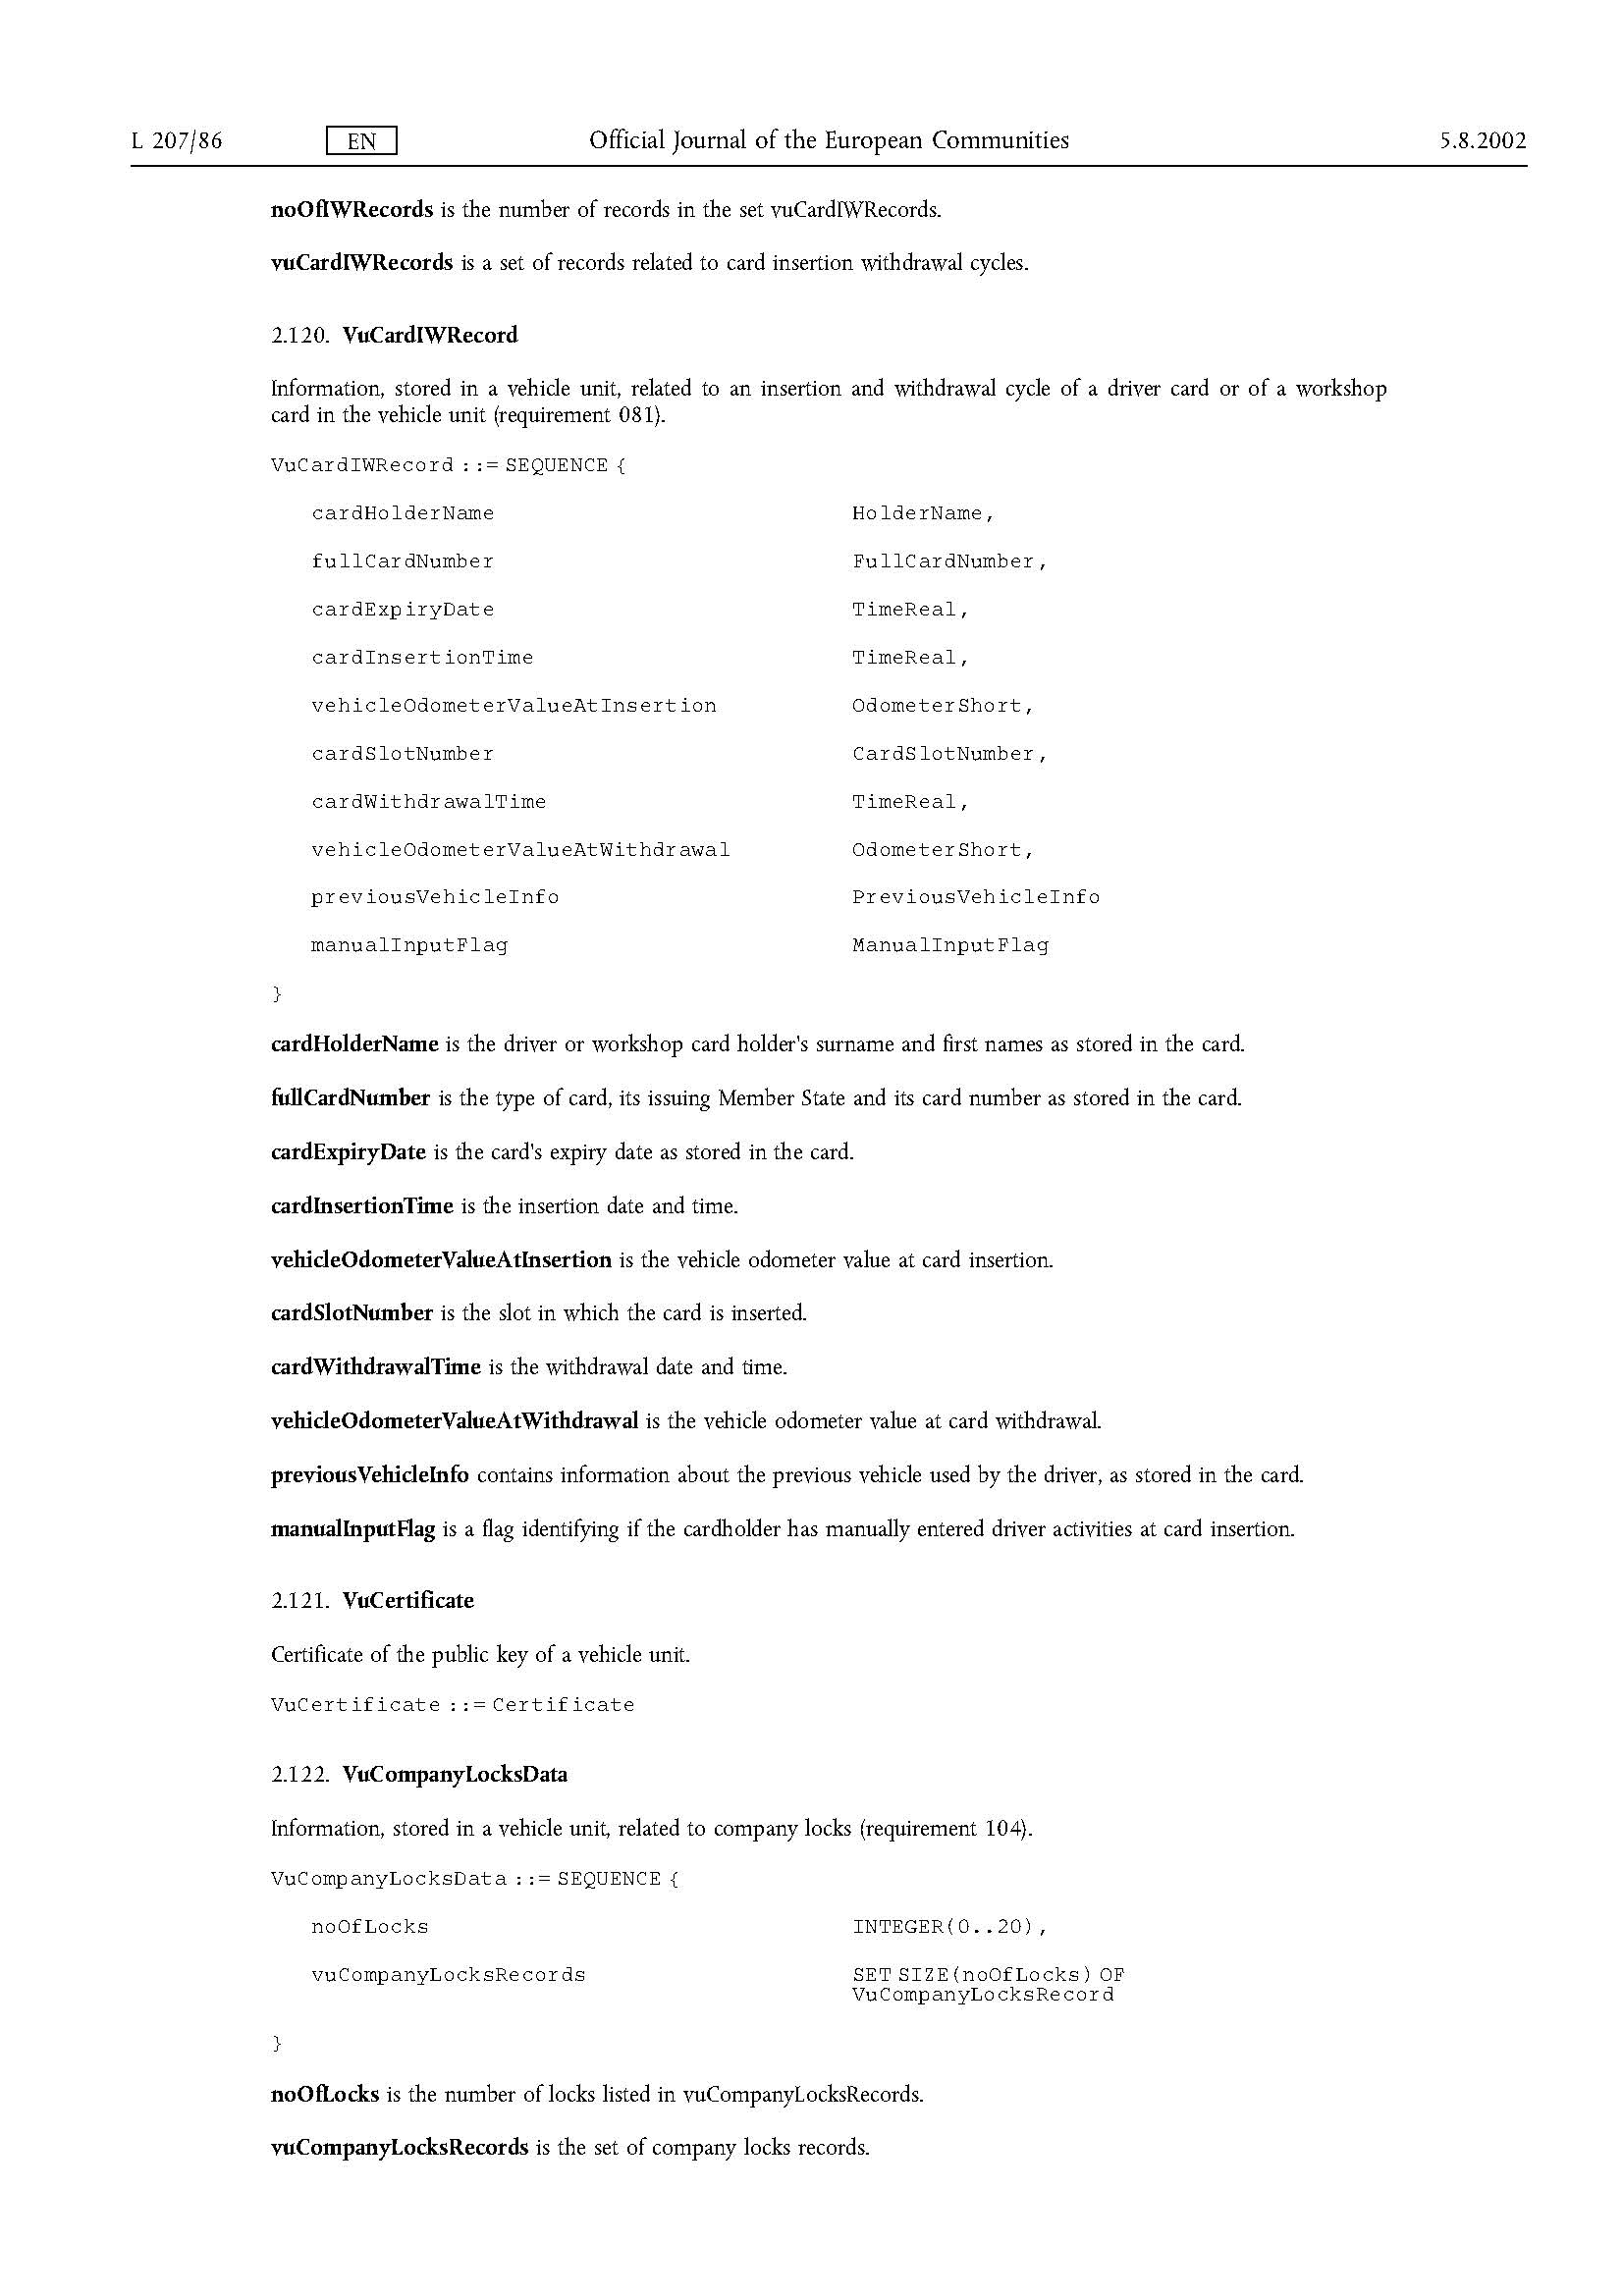 L 207/86 EN Official Journal of the European Communities 5.8.2002
noOfIWRecords is the number of records in the set vuCardIWRecords.
vuCardIWRecords is a set of records related to card insertion withdrawal cycles.
2.120. VuCardIWRecord
Information, stored in a vehicle unit, related to an insertion and withdrawal cycle of a driver card or of a workshop
card in the vehicle unit (requirement 081).
VuCardIWRecord ::= SEQUENCE {
cardHolderName HolderName,
fullCardNumber FullCardNumber,
cardExpiryDate TimeReal,
cardInsertionTime TimeReal,
vehicleOdometerValueAtInsertion OdometerShort,
cardSlotNumber CardSlotNumber,
cardWithdrawalTime TimeReal,
vehicleOdometerValueAtWithdrawal OdometerShort,
previousVehicleInfo PreviousVehicleInfo
manualInputFlag ManualInputFlag
}
cardHolderName is the driver or workshop card holder's surname and first names as stored in the card.
fullCardNumber is the type of card, its issuing Member State and its card number as stored in the card.
cardExpiryDate is the card's expiry date as stored in the card.
cardInsertionTime is the insertion date and time.
vehicleOdometerValueAtInsertion is the vehicle odometer value at card insertion.
cardSlotNumber is the slot in which the card is inserted.
cardWithdrawalTime is the withdrawal date and time.
vehicleOdometerValueAtWithdrawal is the vehicle odometer value at card withdrawal.
previousVehicleInfo contains information about the previous vehicle used by the driver, as stored in the card.
manualInputFlag is a flag identifying if the cardholder has manually entered driver activities at card insertion.
2.121. VuCertificate
Certificate of the public key of a vehicle unit.
VuCertificate ::= Certificate
2.122. VuCompanyLocksData
Information, stored in a vehicle unit, related to company locks (requirement 104).
VuCompanyLocksData ::= SEQUENCE {
noOfLocks INTEGER(0..20),
vuCompanyLocksRecords SET SIZE(noOfLocks) OF
VuCompanyLocksRecord
}
noOfLocks is the number of locks listed in vuCompanyLocksRecords.
vuCompanyLocksRecords is the set of company locks records.